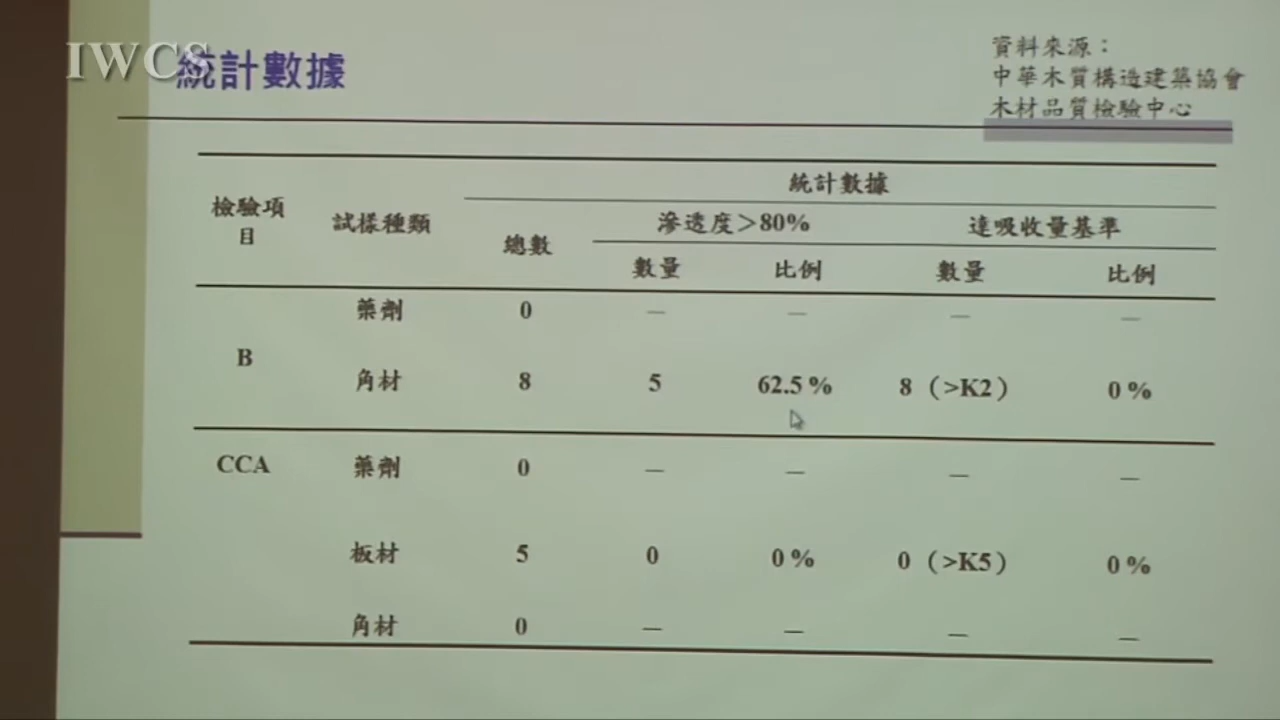 IWCS
統計數據
資料來源：
中華木質構造建築協會
木材品質檢驗中心
檢驗項目
試樣種類
統計數據
總數
滲透度＞80%
達吸收量基準
數量 比例 數量 比例
B
藥劑 0 — — — —
角材 8 5 62.5% 8（>K2） 0%
CCA
藥劑 0 — — — —
板材 5 0 0% 0（>K5） 0%
角材 0 — — — —